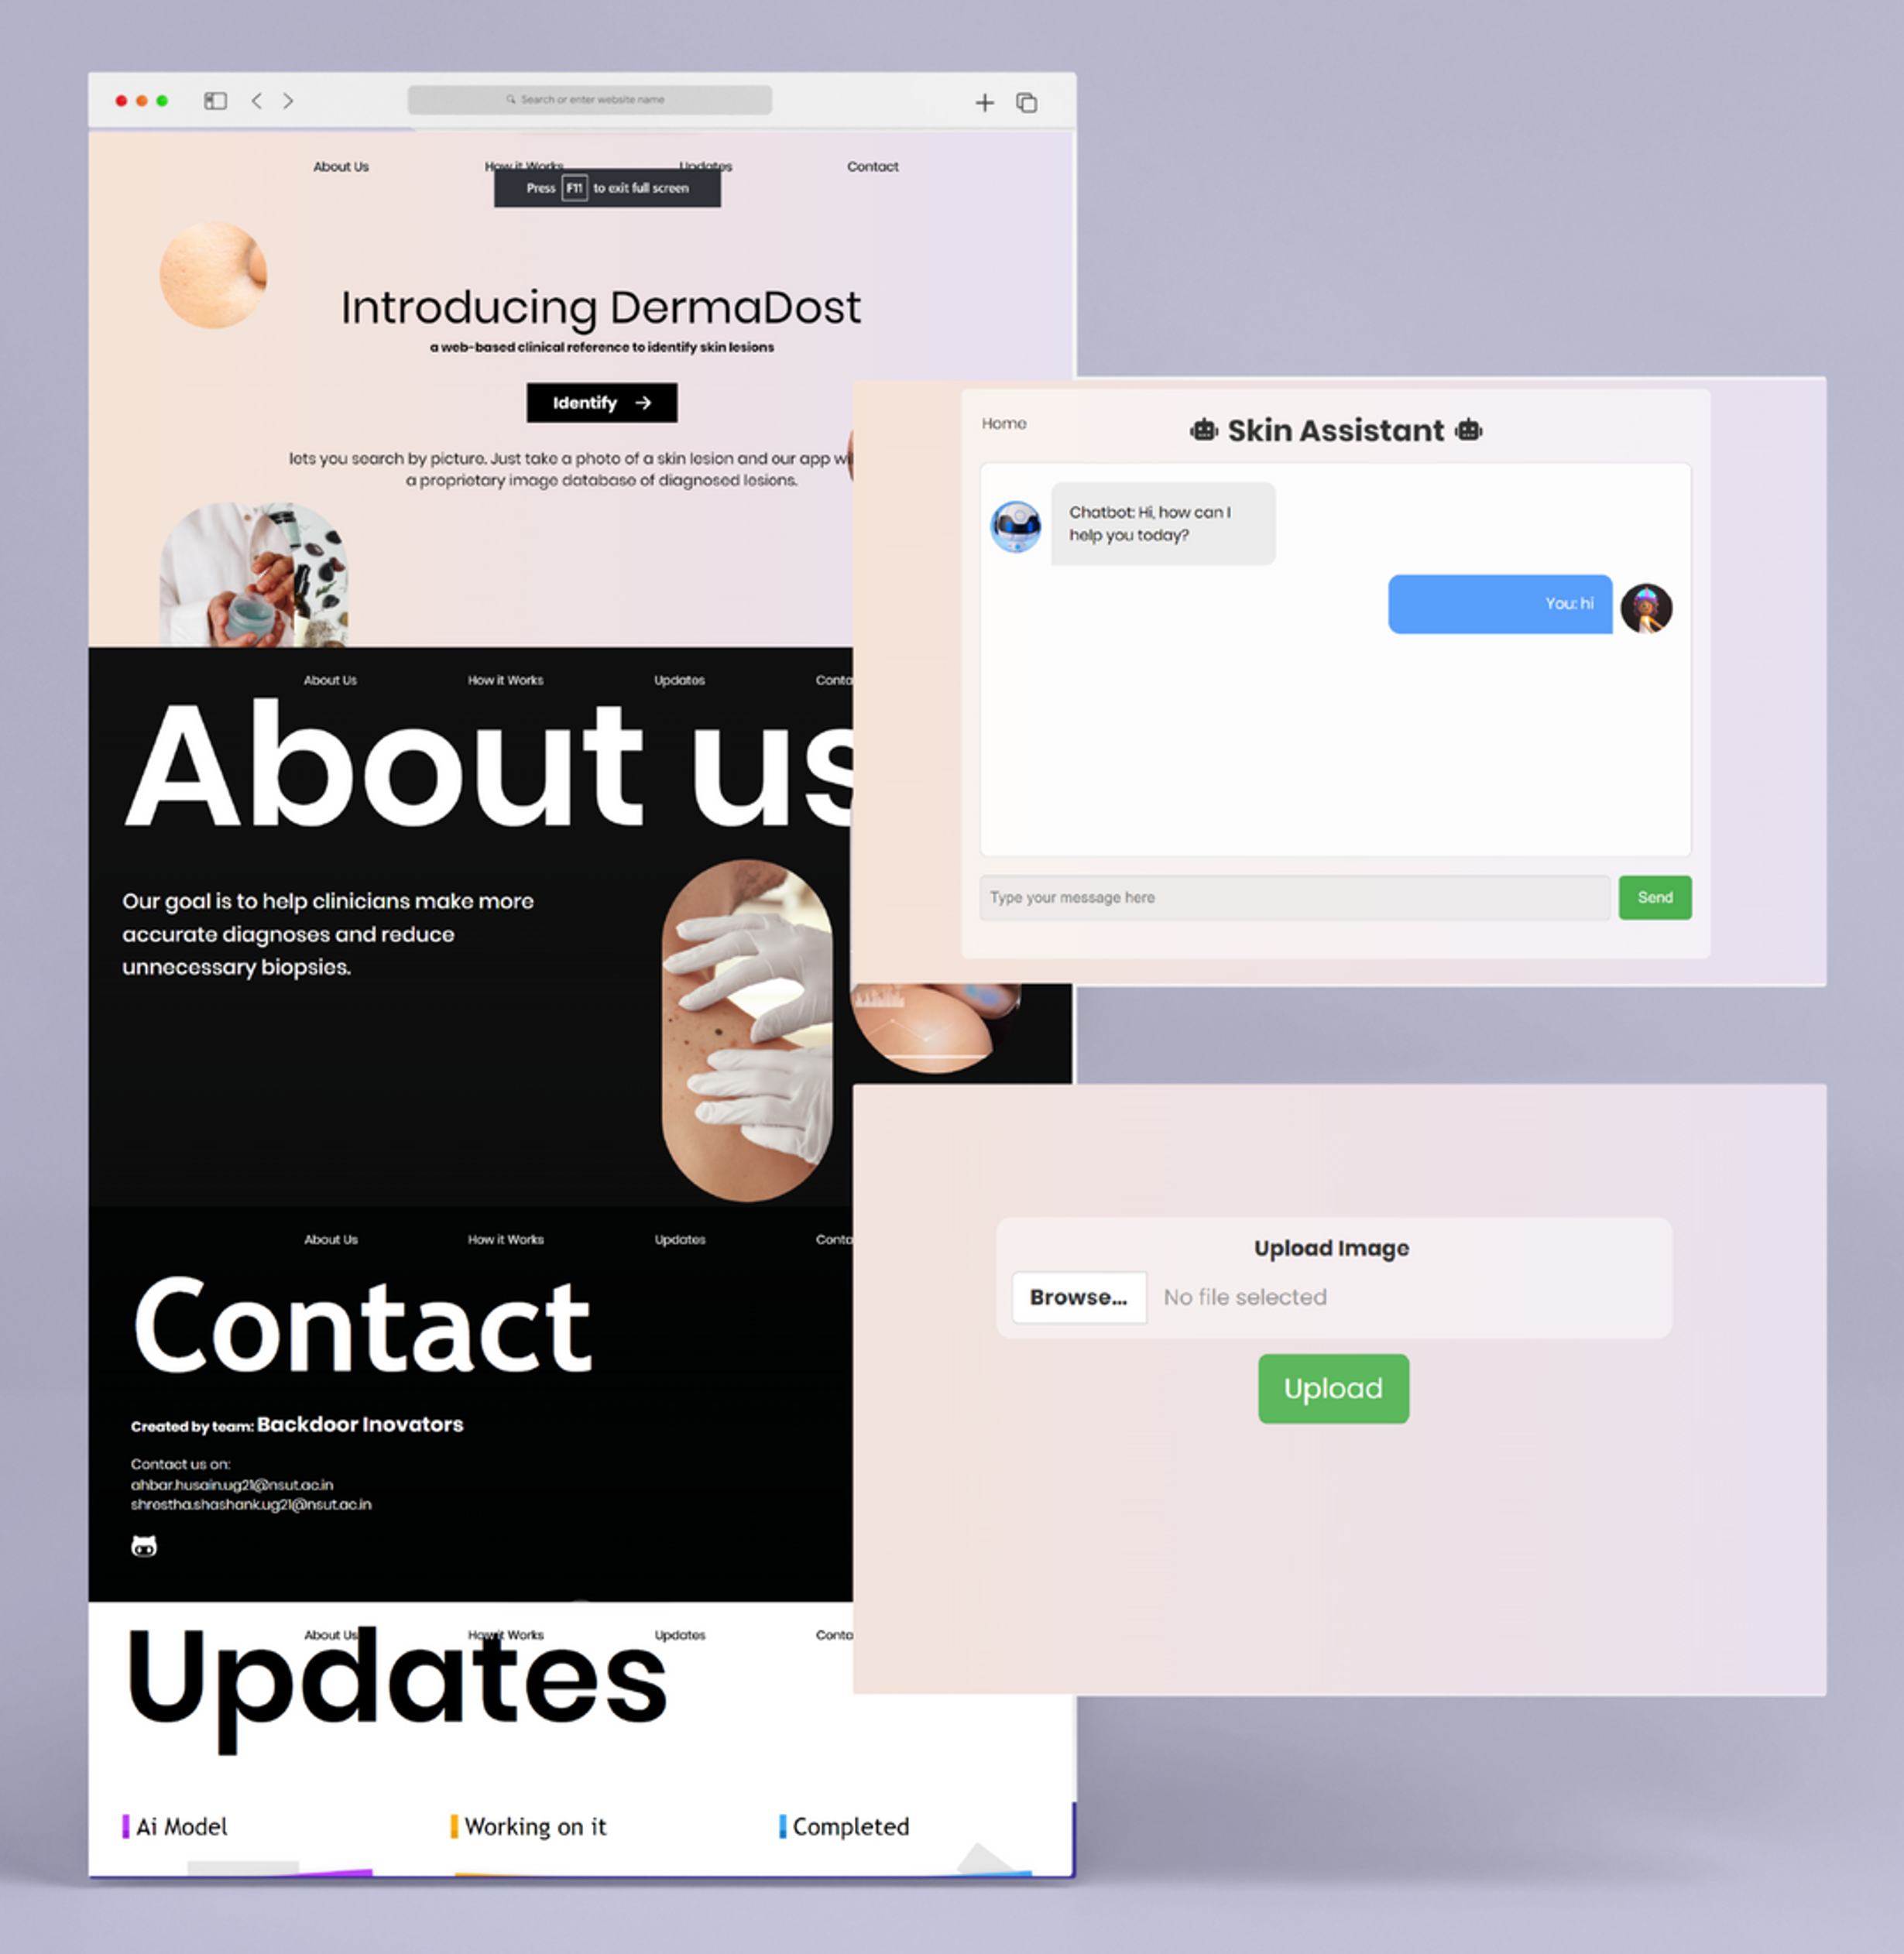 Search or enter website name
About Us How it Works Updates Contact
Press F11 to exit full screen
Introducing DermaDost
a web-based clinical reference to identify skin lesions
Identify
lets you search by picture. Just take a photo of a skin lesion and our app
a proprietary image database of diagnosed lesions.
About Us How it Works Updates
About us
Our goal is to help clinicians make more
accurate diagnoses and reduce
unnecessary biopsies.
About Us How it Works Updates
Contact
Created by team: Backdoor Inovators
Contact us on:
ahbar.husain.ug21@nsut.ac.in
shrestha.shashank.ug21@nsut.ac.in
About Us How it Works Updates
Updates
Ai Model Working on it Completed
Home
Skin Assistant
Chatbot: Hi, how can I
help you today?
You: hi
Type your message here
Send
Upload Image
Browse... No file selected
Upload